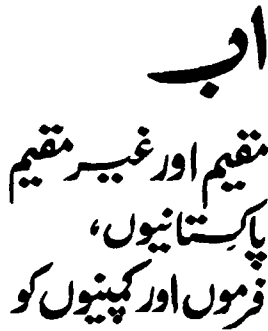 اب
مقیم اور غیر مقیم
پاکستانیوں،
فرموں اور کمپنیوں کو